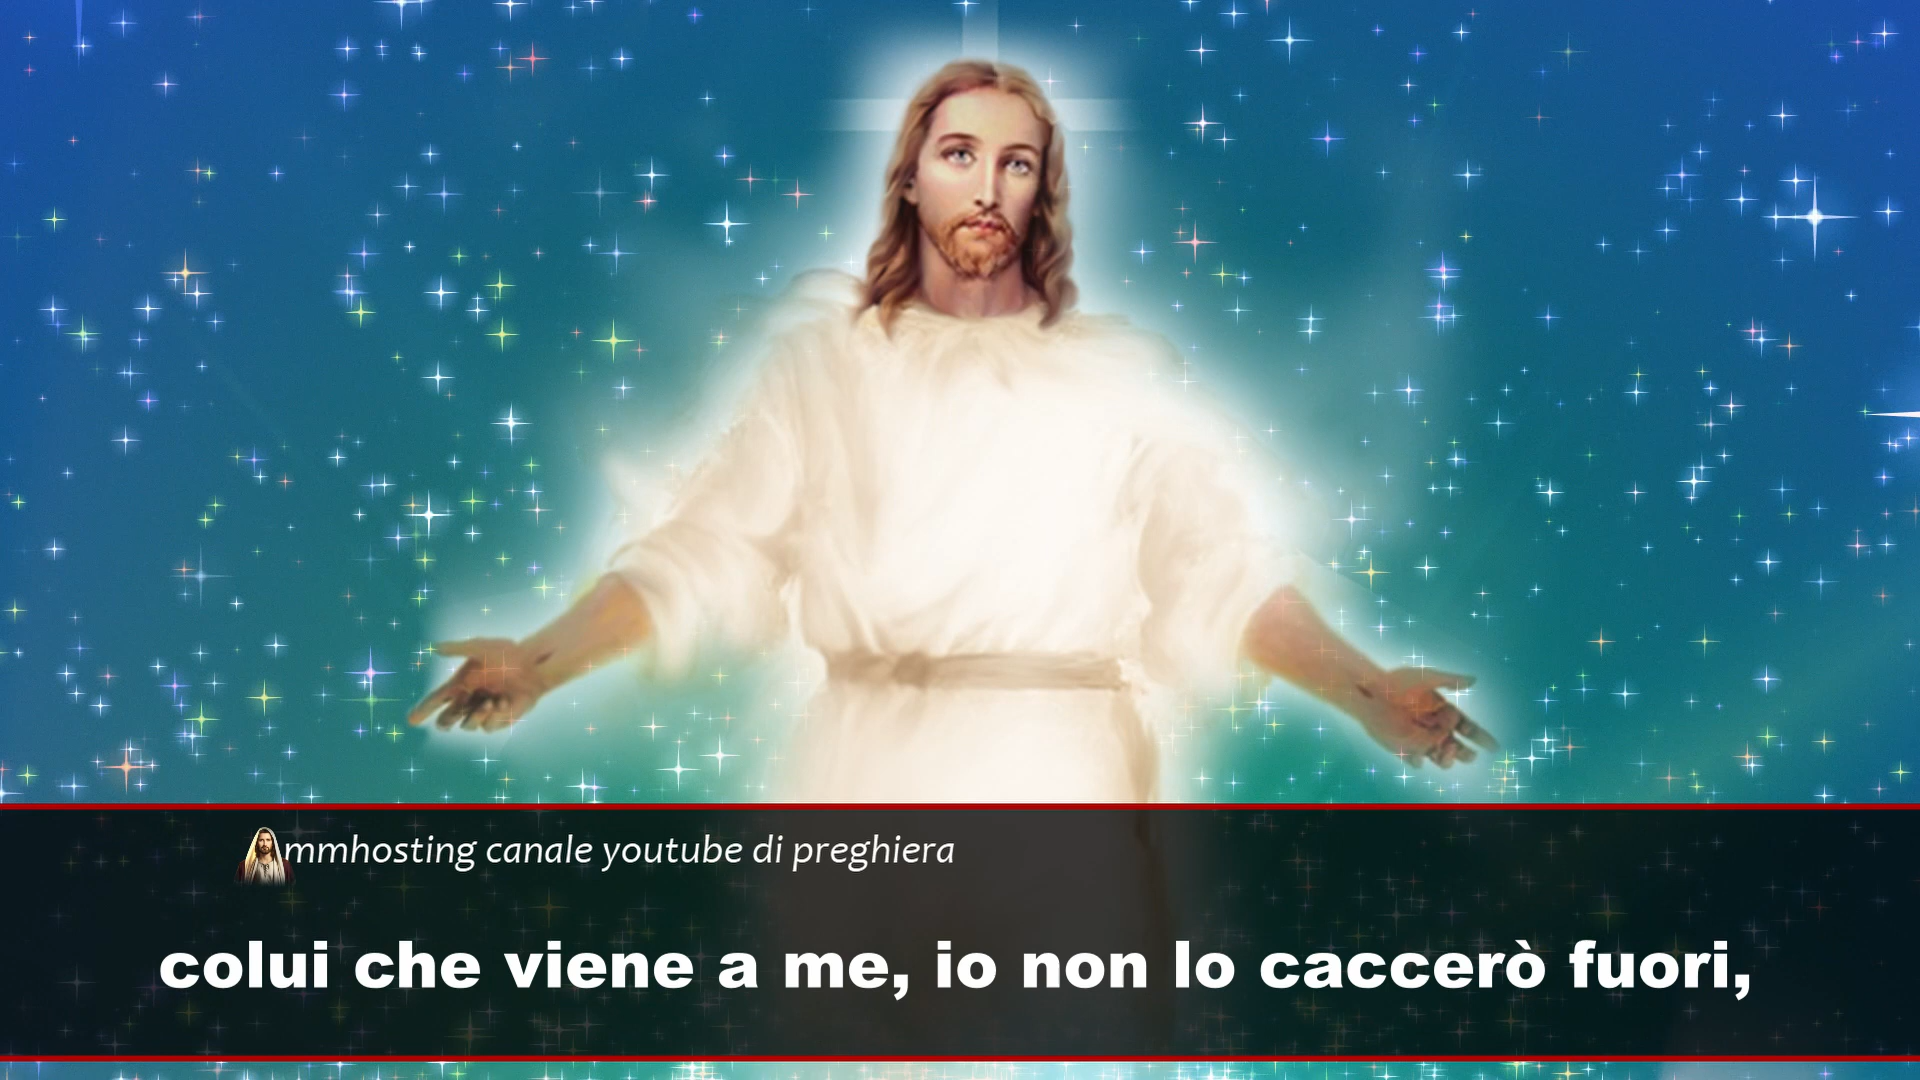 mmhosting canale youtube di preghiera
colui che viene a me, io non lo caccerò fuori,